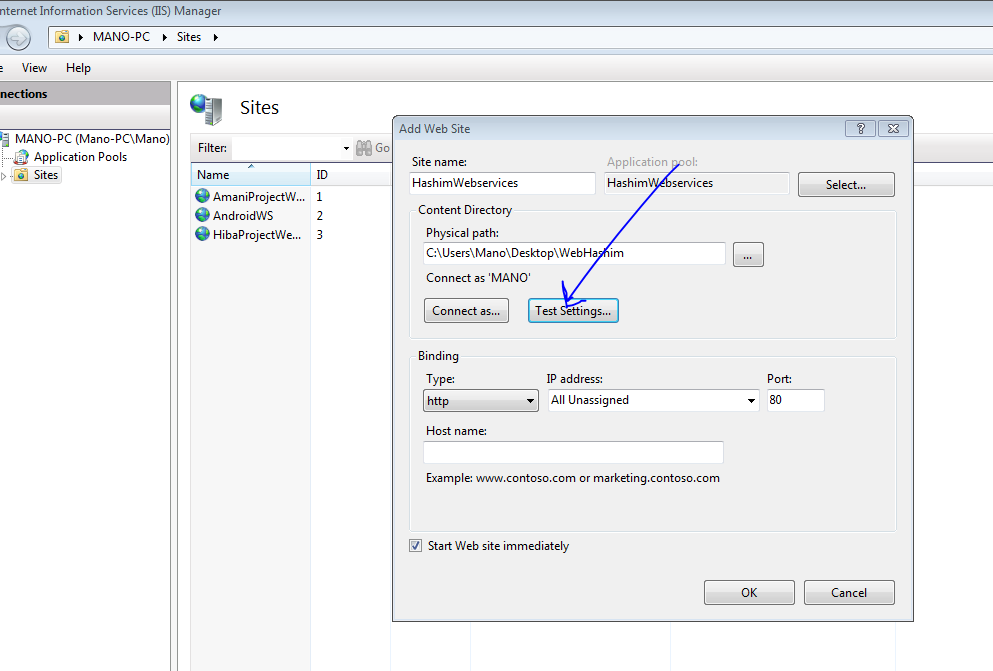 nternet Information Services (IIS) Manager
MANO-PC Sites
e View Help
nections
MANO-PC (Mano-PC\Mano)
Application Pools
Sites
Sites
Filter: Go
Name ID
AmaniProjectW... 1
AndroidWS 2
HibaProjectWe... 3
Add Web Site
Site name: Application pool:
HashimWebservices HashimWebservices Select...
Content Directory
Physical path:
C:\Users\Mano\Desktop\WebHashim ...
Connect as 'MANO'
Connect as... Test Settings...
Binding
Type: IP address: Port:
http All Unassigned 80
Host name:
Example: www.contoso.com or marketing.contoso.com
Start Web site immediately
OK Cancel